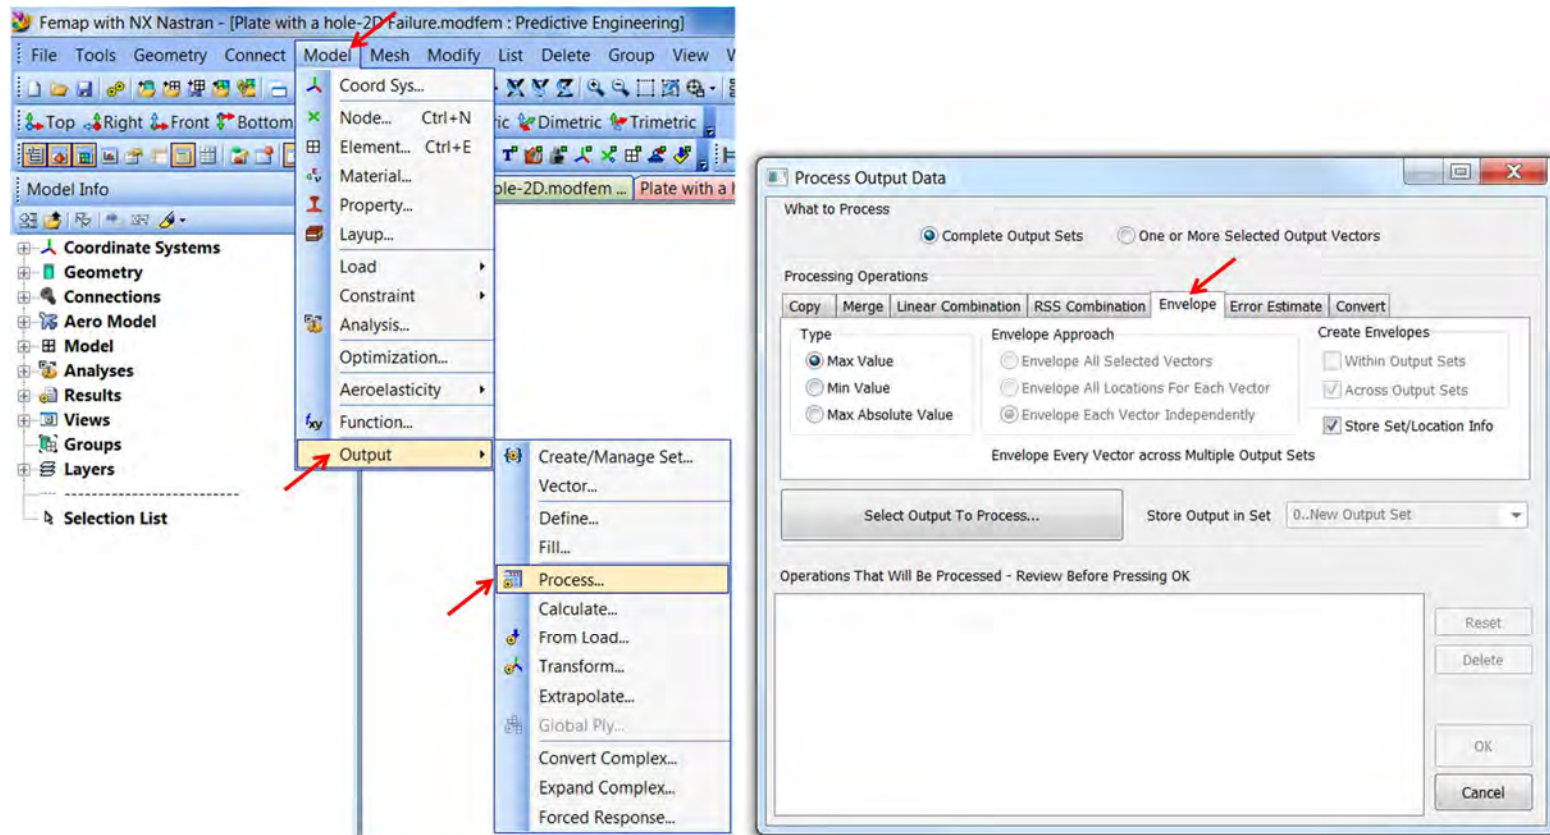 Femap with NX Nastran - [Plate with a hole-2D Failure.modfem : Predictive Engineering]
File Tools Geometry Connect Model Mesh Modify List Delete Group View
Top Right Front Bottom Dimetric Trimetric
Model Info
ole-2D.modfem ... Plate with a
Coordinate Systems
Geometry
Connections
Aero Model
Model
Analyses
Results
Views
Groups
Layers
Selection List
Coord Sys...
Node... Ctrl+N
Element... Ctrl+E
Material...
Property...
Layup...
Load
Constraint
Analysis...
Optimization...
Aeroelasticity
fxy Function...
Output
Create/Manage Set...
Vector...
Define...
Fill...
Process...
Calculate...
From Load...
Transform...
Extrapolate...
Global Ply...
Convert Complex...
Expand Complex...
Forced Response...
Process Output Data
What to Process
Complete Output Sets One or More Selected Output Vectors
Processing Operations
Copy Merge Linear Combination RSS Combination Envelope Error Estimate Convert
Type
Max Value
Min Value
Max Absolute Value
Envelope Approach
Envelope All Selected Vectors
Envelope All Locations For Each Vector
Envelope Each Vector Independently
Create Envelopes
Within Output Sets
Across Output Sets
Store Set/Location Info
Envelope Every Vector across Multiple Output Sets
Select Output To Process... Store Output in Set 0..New Output Set
Operations That Will Be Processed - Review Before Pressing OK
Reset
Delete
OK
Cancel